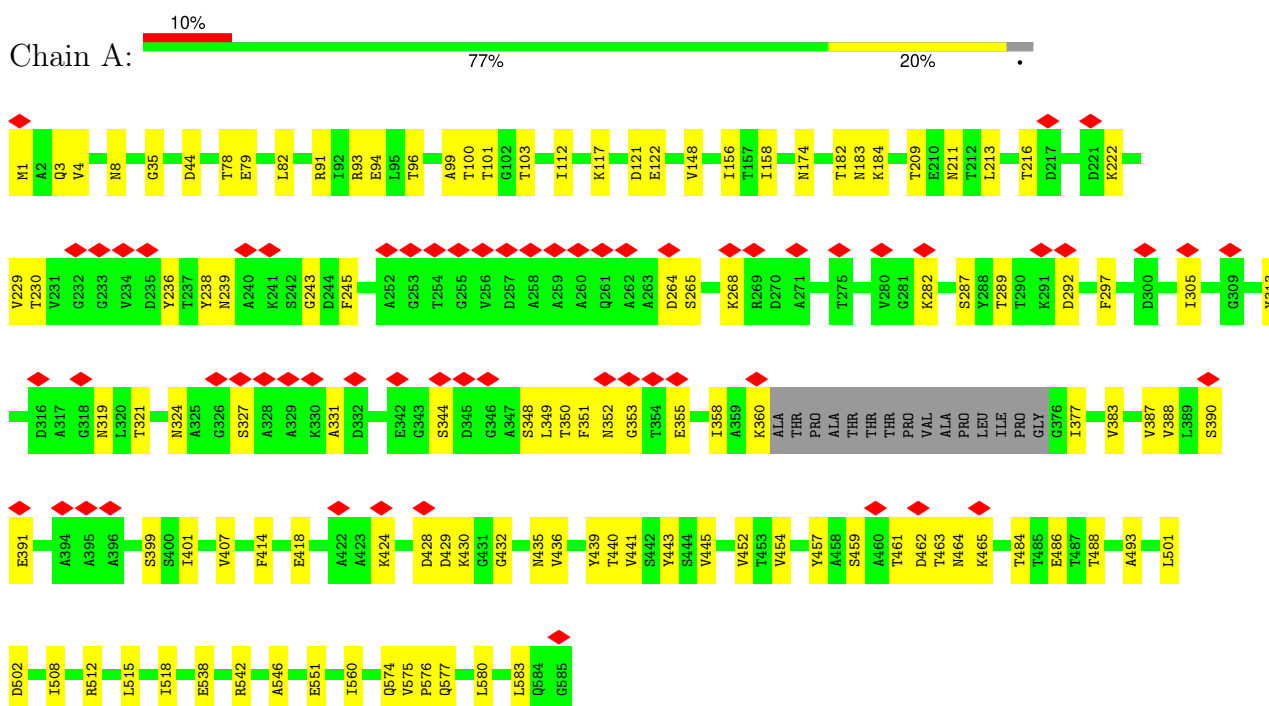 10%
Chain A:
77% 20% •
M1 A2 Q3 V4 N8 G35 D44 T78 E79 L82 R91 I92 R93 E94 L95 T96 A99 T100 T101 G102 T103 I112 K117 D121 E122 V148 I156 T157 I158 N174 T182 N183 K184 T209 E210 N211 T212 L213 T216 D217 D221 K222
V229 T230 V231 G232 G233 V234 D235 Y236 T237 Y238 N239 A240 K241 S242 G243 D244 F245 A252 G253 T254 G255 V256 D257 A258 A259 A260 Q261 A262 A263 D264 S265 K268 R269 D270 A271 T275 V280 G281 K282 S287 Y288 T289 T290 K291 D292 F297 D300 I305 G309
D316 A317 G318 N319 L320 T321 N324 A325 G326 S327 A328 A329 K330 A331 D332 E342 G343 S344 D345 G346 A347 S348 L349 T350 F351 N352 G353 T354 E355 I358 A359 K360 ALA THR PRO ALA THR THR THR PRO VAL ALA PRO LEU ILE PRO GLY G376 I377 V383 V387 V388 L389 S390
E391 A394 A395 A396 S399 S400 I401 V407 F414 E418 A422 A423 K424 D428 D429 K430 G431 G432 N435 V436 Y439 T440 V441 S442 Y443 S444 V445 V452 T453 V454 Y457 A458 S459 A460 T461 D462 T463 N464 K465 T484 T485 E486 T487 T488 A493 L501
D502 I508 R512 L515 I518 E538 R542 A546 E551 I560 Q574 V575 P576 Q577 L580 L583 Q584 G585